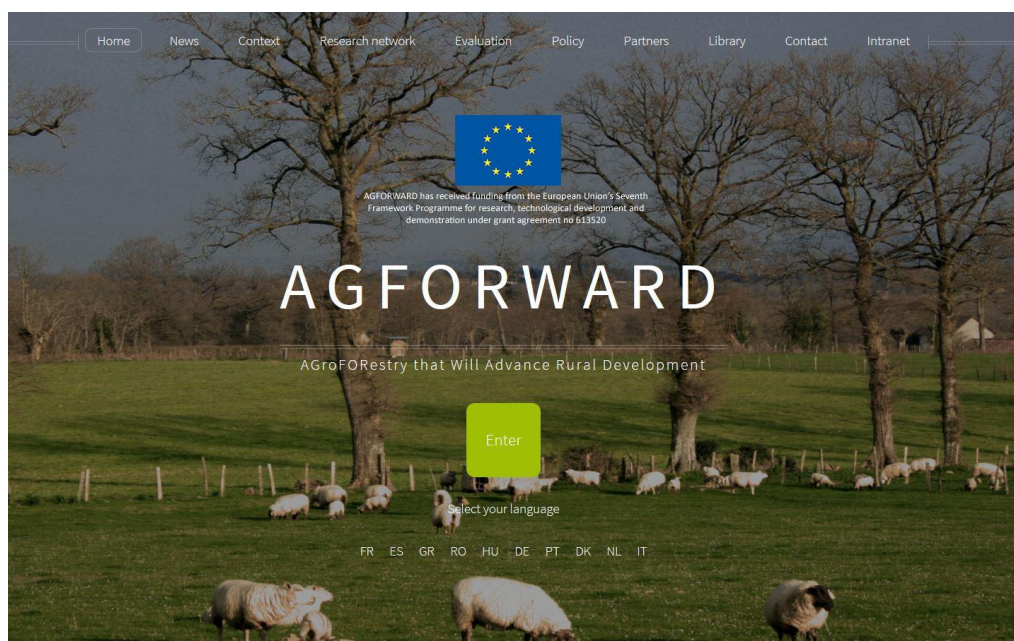 Home News Context Research network Evaluation Policy Partners Library Contact Intranet
AGFORWARD has received funding from the European Union's Seventh
Framework Programme for research, technological development and
demonstration under grant agreement no 613520
AGFORWARD
AGroFORestry that Will Advance Rural Development
Enter
Select your language
FR ES GR RO HU DE PT DK NL IT